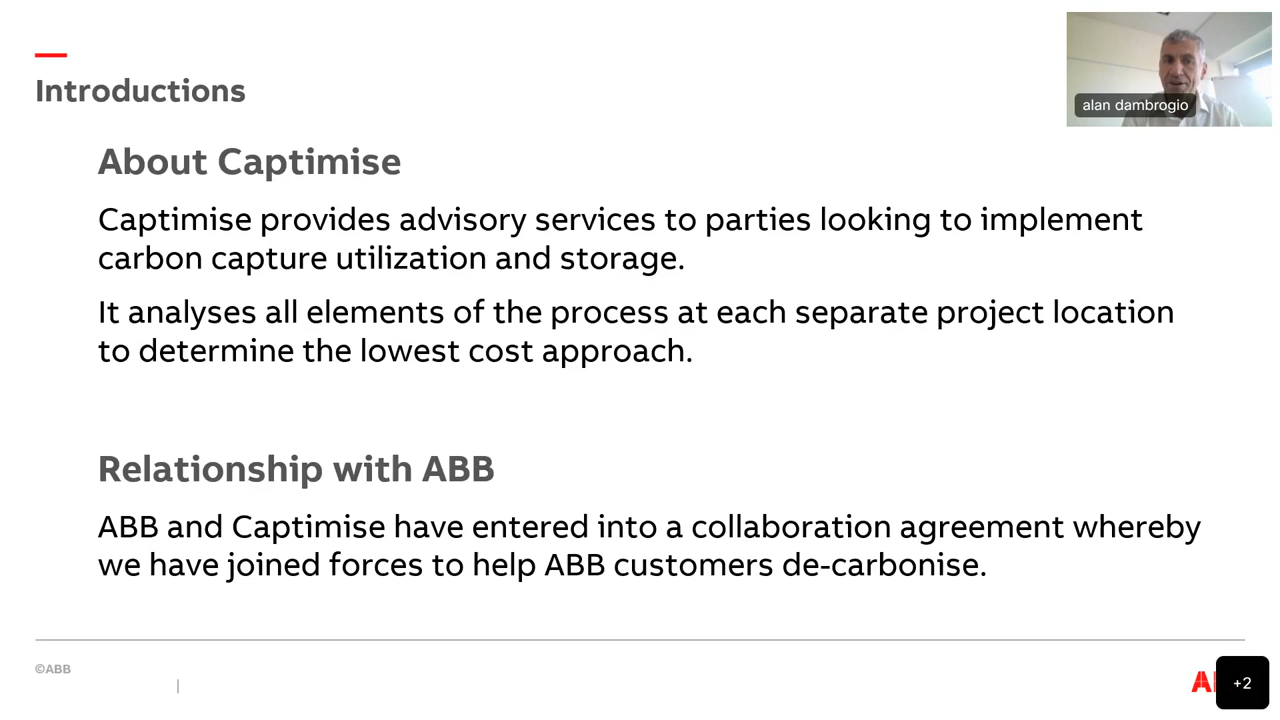 Introductions
alan dambrogio
About Captimise
Captimise provides advisory services to parties looking to implement
carbon capture utilization and storage.
It analyses all elements of the process at each separate project location
to determine the lowest cost approach.
Relationship with ABB
ABB and Captimise have entered into a collaboration agreement whereby
we have joined forces to help ABB customers de-carbonise.
©ABB
+2